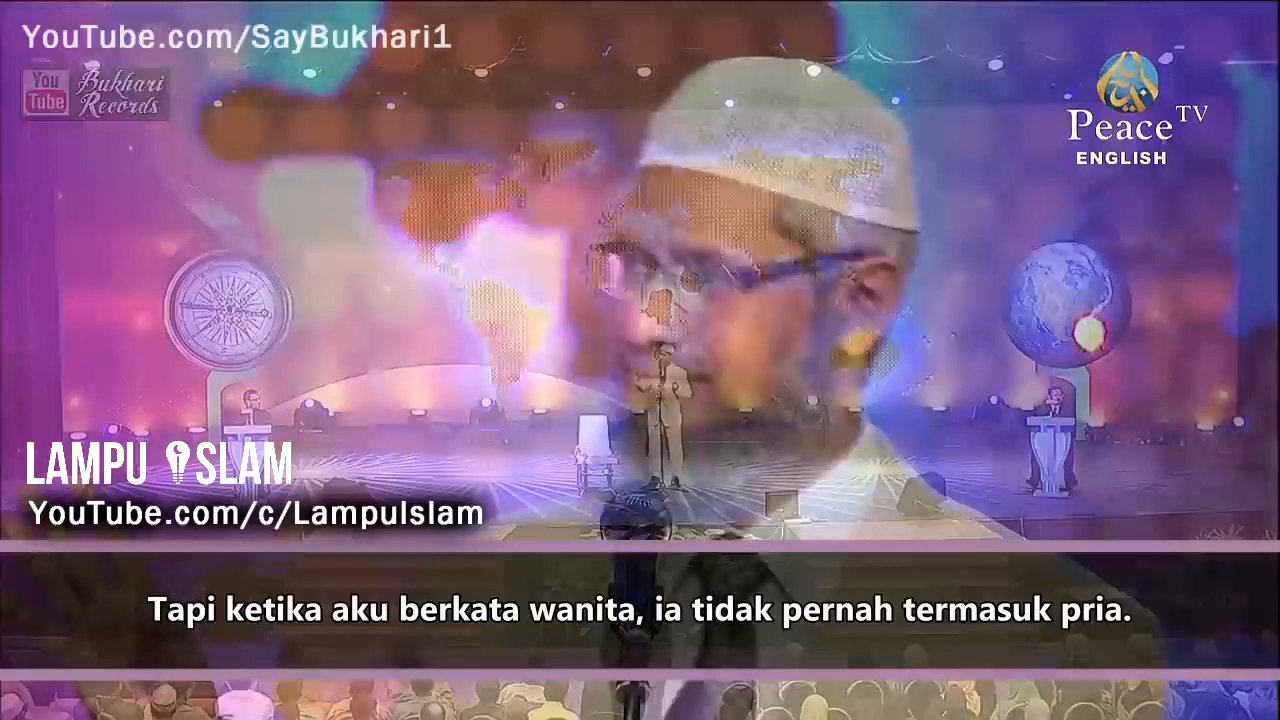 YouTube.com/SayBukhari1
You
Tube
Bukhari
Records
Peace TV
ENGLISH
LAMPU ISLAM
YouTube.com/c/LampuIslam
Tapi ketika aku berkata wanita, ia tidak pernah termasuk pria.